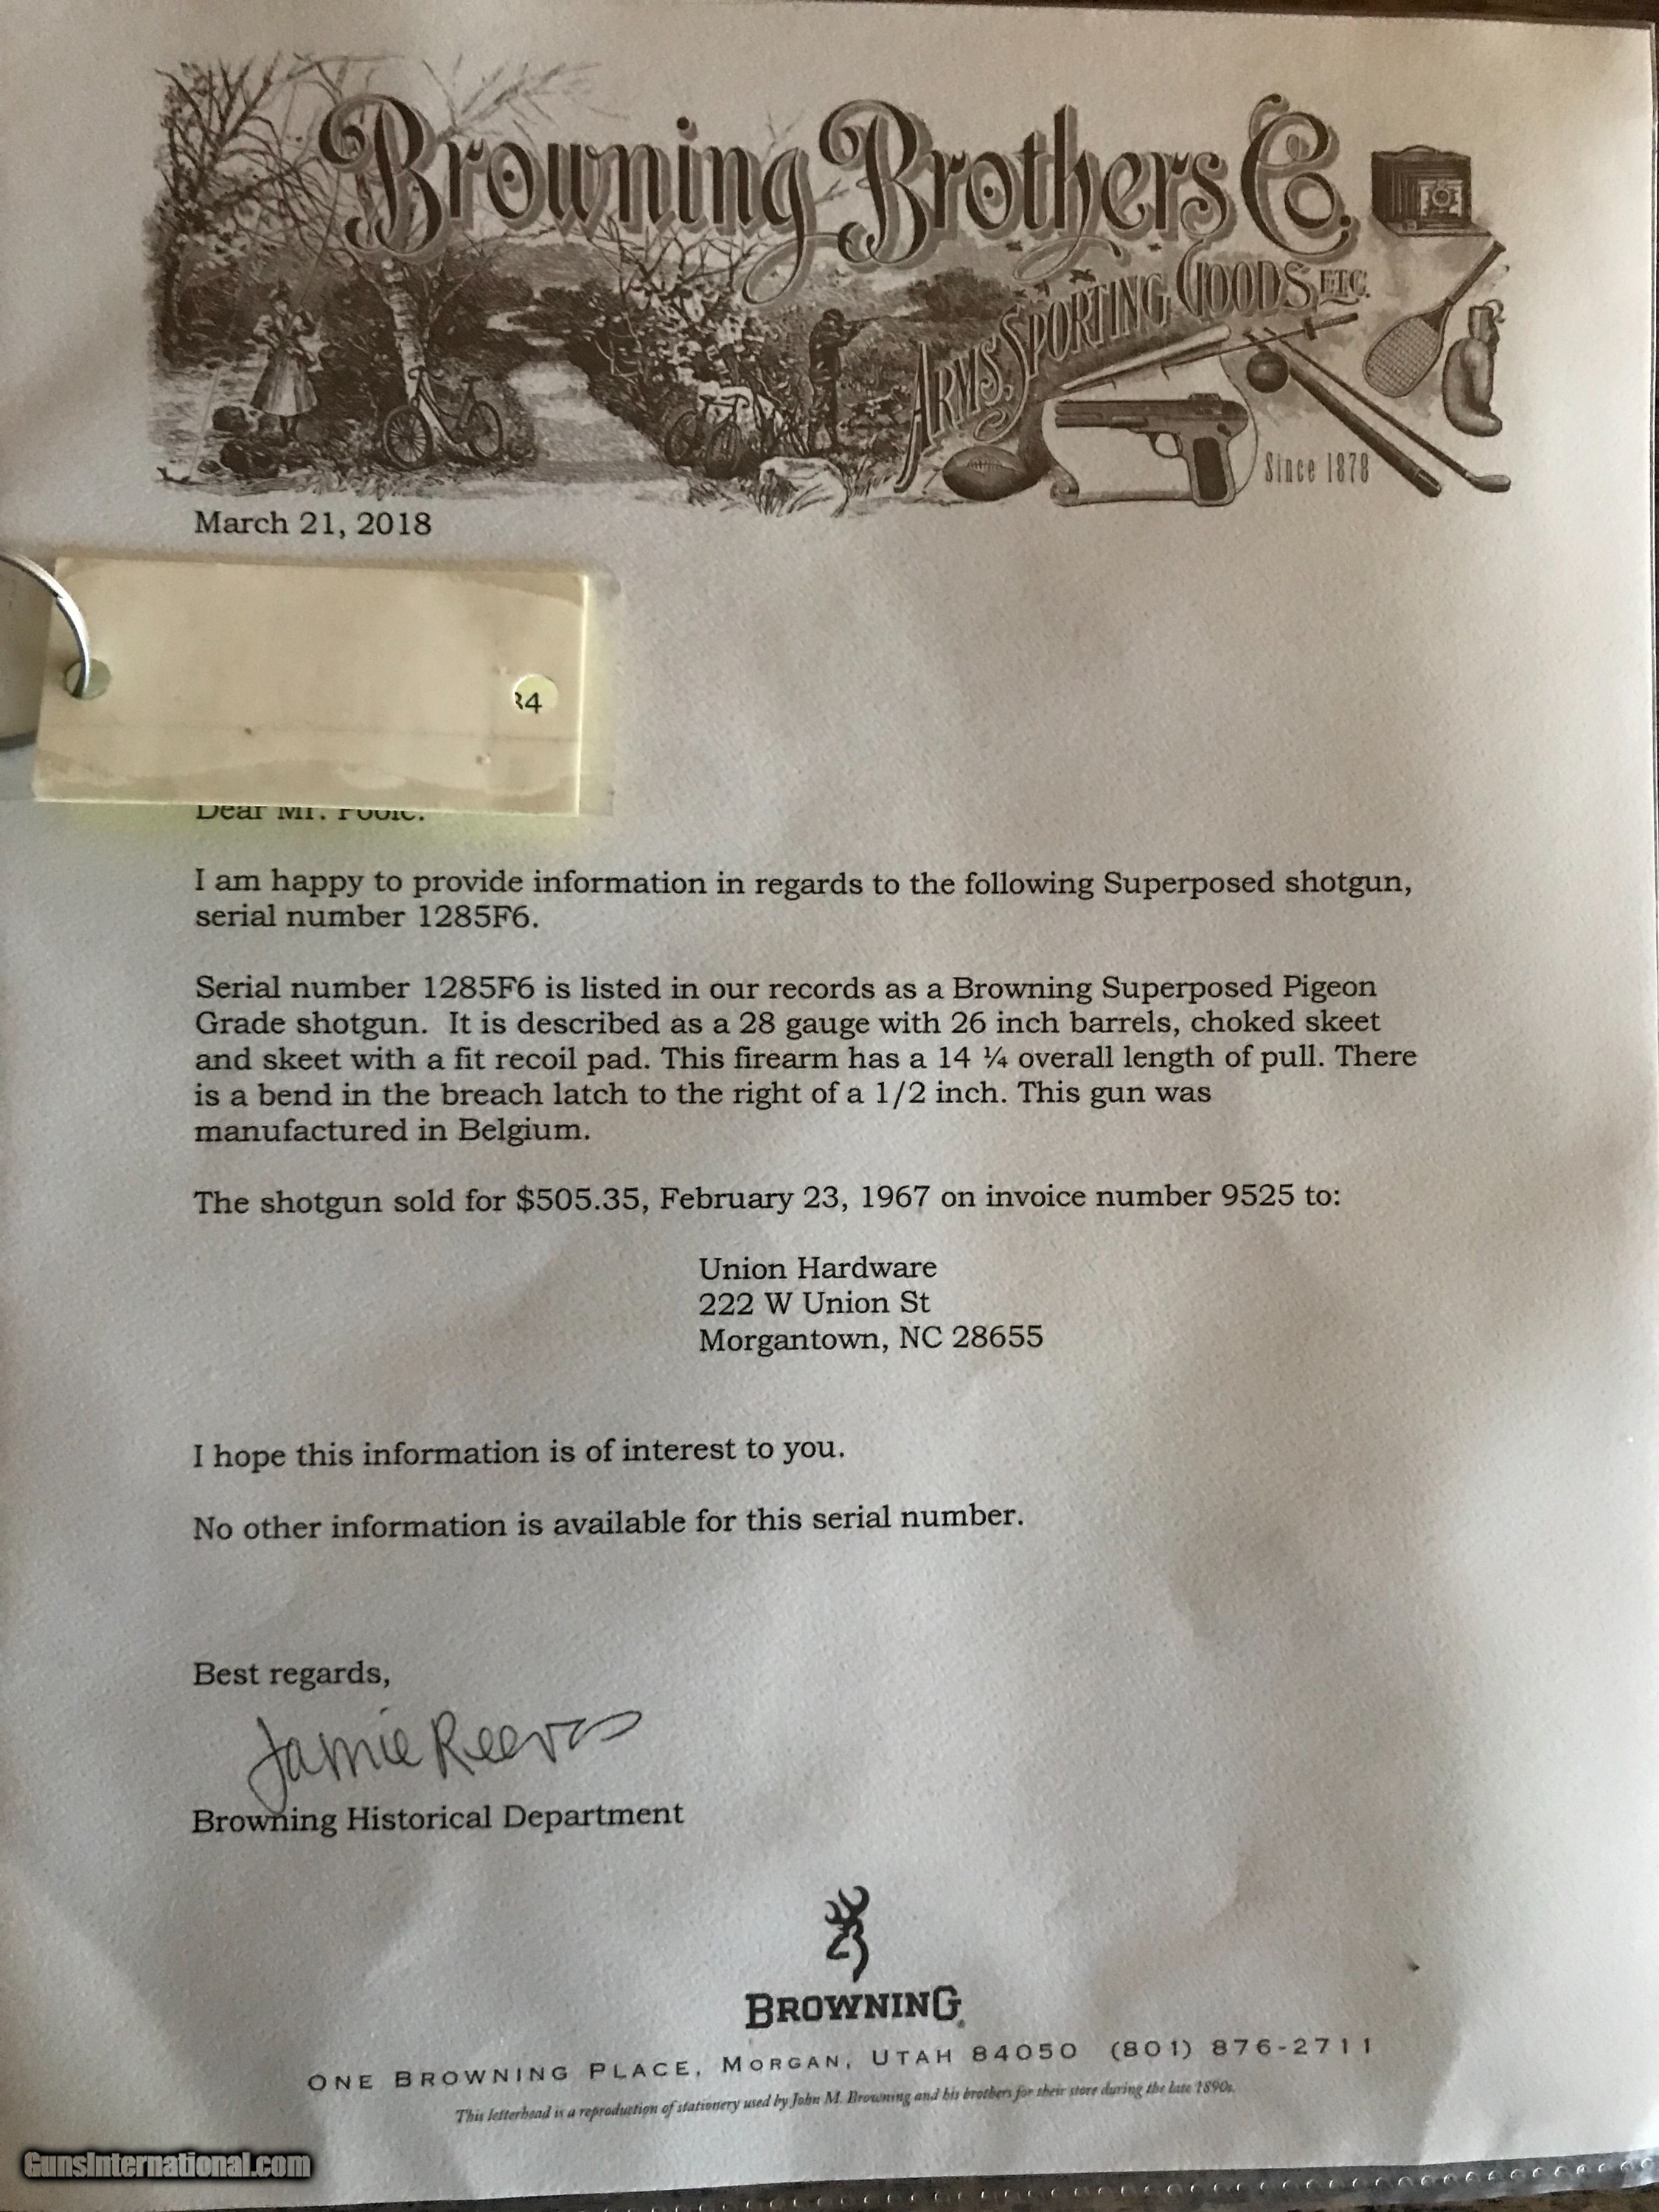 Browning Brothers Co.
Arms, Sporting Goods, Etc.
Since 1878
March 21, 2018
34
Dear Mr. Poole:
I am happy to provide information in regards to the following Superposed shotgun,
serial number 1285F6.
Serial number 1285F6 is listed in our records as a Browning Superposed Pigeon
Grade shotgun.  It is described as a 28 gauge with 26 inch barrels, choked skeet
and skeet with a fit recoil pad. This firearm has a 14 ¼ overall length of pull. There
is a bend in the breach latch to the right of a 1/2 inch. This gun was
manufactured in Belgium.
The shotgun sold for $505.35, February 23, 1967 on invoice number 9525 to:
Union Hardware
222 W Union St
Morgantown, NC 28655
I hope this information is of interest to you.
No other information is available for this serial number.
Best regards,
Jamie Reeves
Browning Historical Department
BROWNING
ONE BROWNING PLACE, MORGAN, UTAH 84050 (801) 876-2711
This letterhead is a reproduction of stationery used by John M. Browning and his brothers for their store during the late 1890s.
GunsInternational.com